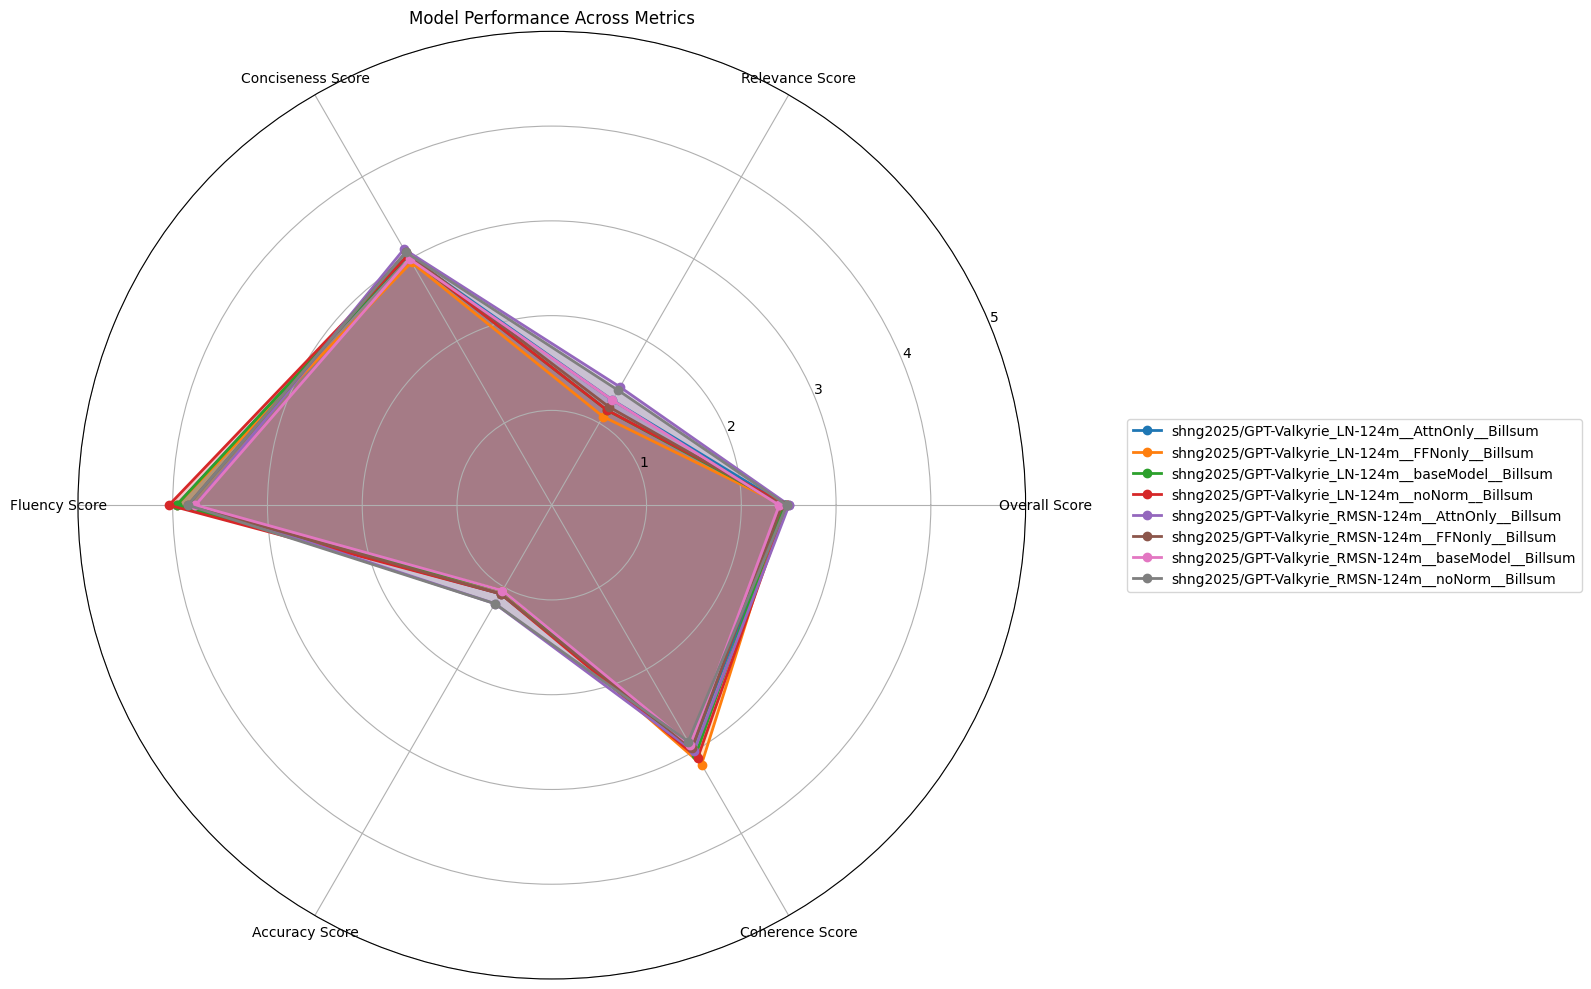 Model Performance Across Metrics
Conciseness Score
Relevance Score
5
4
3
2
1
Fluency Score
Overall Score
Accuracy Score
Coherence Score
shng2025/GPT-Valkyrie_LN-124m__AttnOnly__Billsum
shng2025/GPT-Valkyrie_LN-124m__FFNonly__Billsum
shng2025/GPT-Valkyrie_LN-124m__baseModel__Billsum
shng2025/GPT-Valkyrie_LN-124m__noNorm__Billsum
shng2025/GPT-Valkyrie_RMSN-124m__AttnOnly__Billsum
shng2025/GPT-Valkyrie_RMSN-124m__FFNonly__Billsum
shng2025/GPT-Valkyrie_RMSN-124m__baseModel__Billsum
shng2025/GPT-Valkyrie_RMSN-124m__noNorm__Billsum